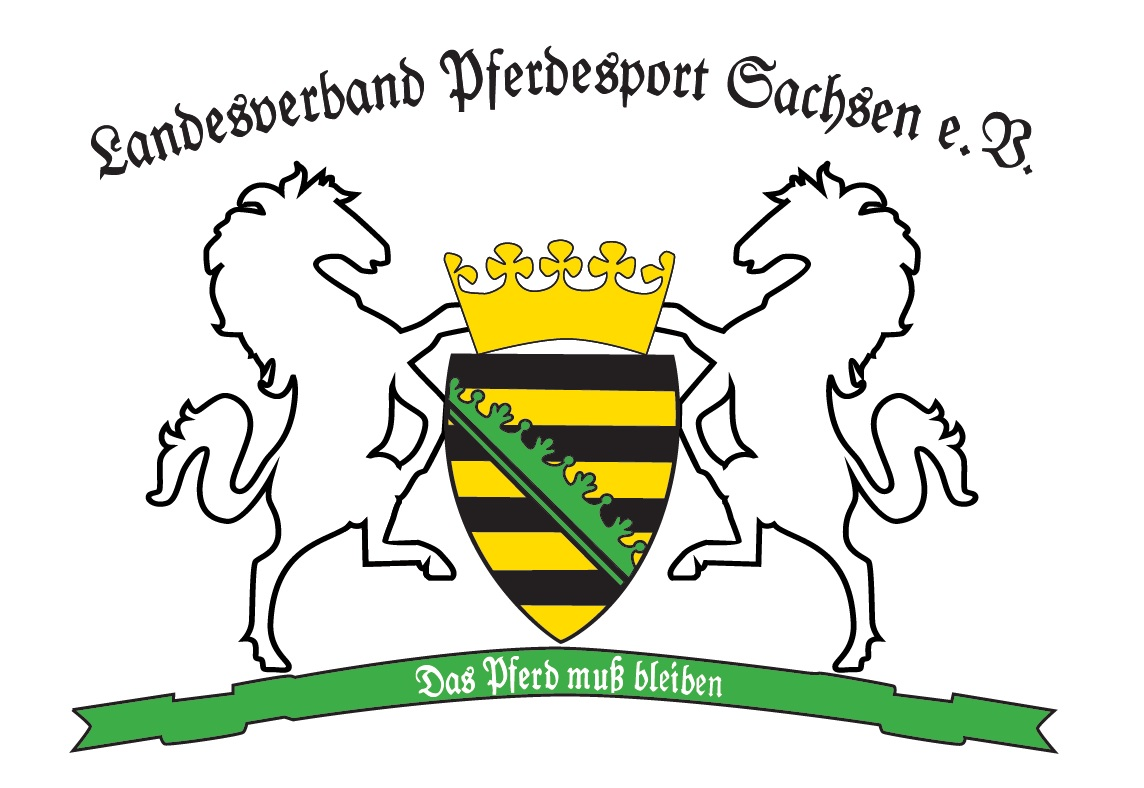 Landesverband Pferdesport Sachsen e. V.
Das Pferd muß bleiben